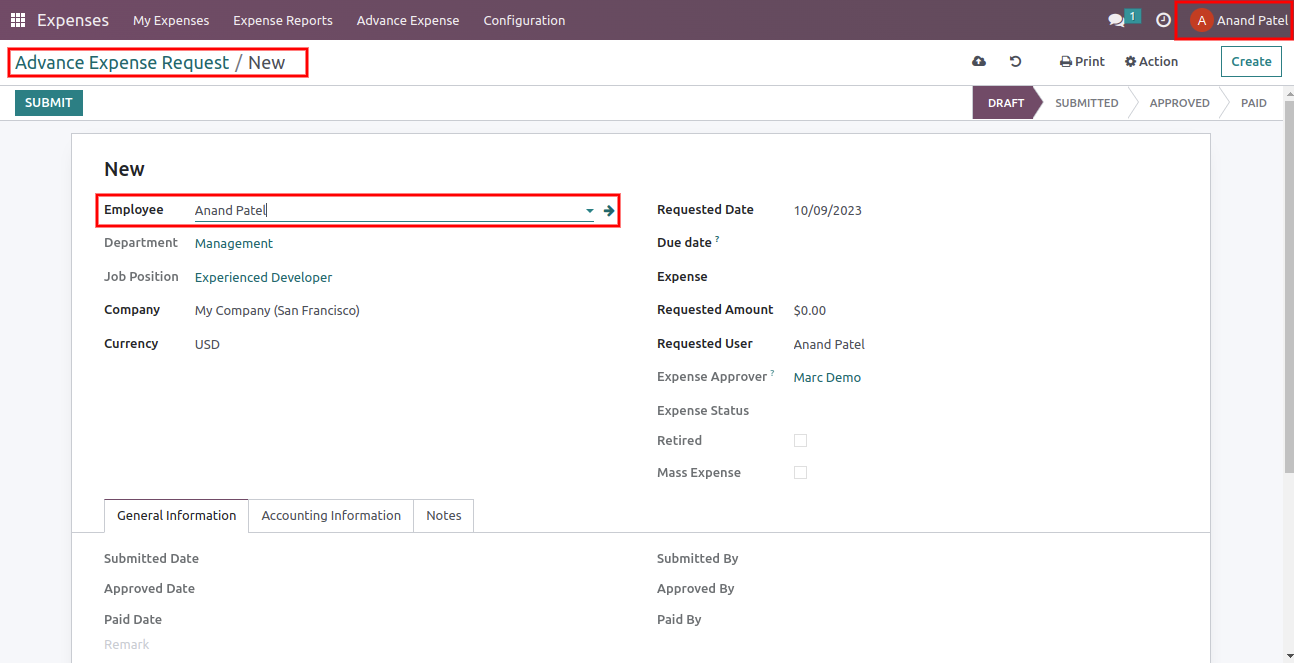 Expenses My Expenses Expense Reports Advance Expense Configuration 1 A Anand Patel
Advance Expense Request / New Print Action Create
SUBMIT DRAFT SUBMITTED APPROVED PAID
New
Employee Anand Patel Requested Date 10/09/2023
Department Management Due date ?
Job Position Experienced Developer Expense
Company My Company (San Francisco) Requested Amount $0.00
Currency USD Requested User Anand Patel
Expense Approver ? Marc Demo
Expense Status
Retired
Mass Expense
General Information Accounting Information Notes
Submitted Date Submitted By
Approved Date Approved By
Paid Date Paid By
Remark